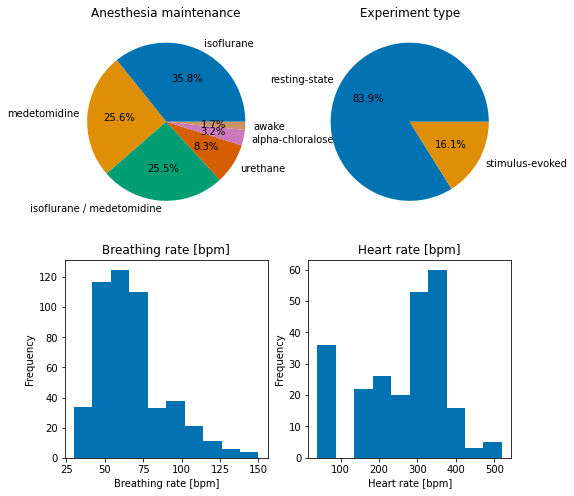 Anesthesia maintenance
isoflurane
35.8%
medetomidine
25.6%
isoflurane / medetomidine
25.5%
urethane
8.3%
alpha-chloralose
3.2%
awake
1.7%
Experiment type
resting-state
83.9%
stimulus-evoked
16.1%
Breathing rate [bpm]
Frequency
120
100
80
60
40
20
0
25
50
75
100
125
150
Breathing rate [bpm]
Heart rate [bpm]
Frequency
60
50
40
30
20
10
0
100
200
300
400
500
Heart rate [bpm]